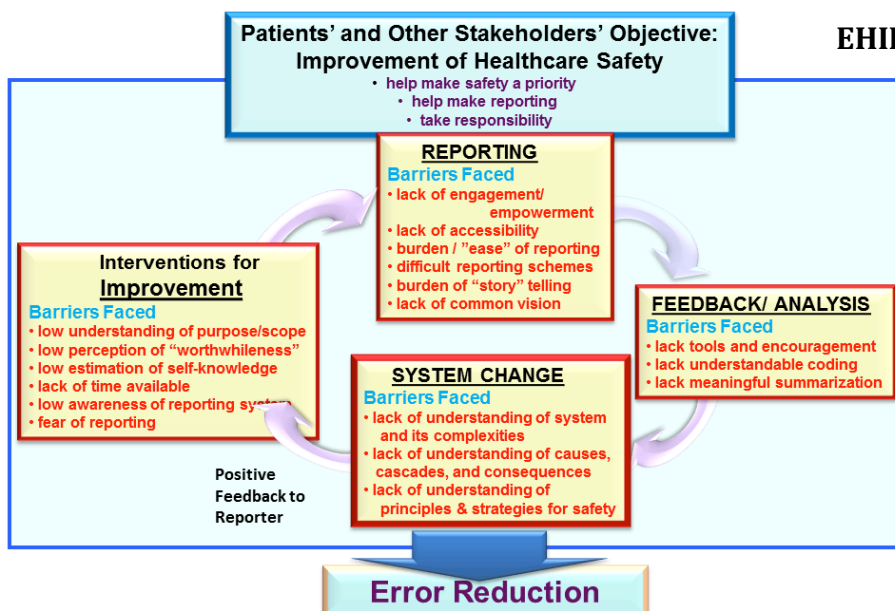 Patients' and Other Stakeholders' Objective:
Improvement of Healthcare Safety
• help make safety a priority
• help make reporting
• take responsibility
REPORTING
Barriers Faced
• lack of engagement/
empowerment
• lack of accessibility
• burden / "ease" of reporting
• difficult reporting schemes
• burden of "story" telling
• lack of common vision
FEEDBACK/ ANALYSIS
Barriers Faced
• lack tools and encouragement
• lack understandable coding
• lack meaningful summarization
SYSTEM CHANGE
Barriers Faced
• lack of understanding of system
and its complexities
• lack of understanding of causes,
cascades, and consequences
• lack of understanding of
principles & strategies for safety
Interventions for
Improvement
Barriers Faced
• low understanding of purpose/scope
• low perception of "worthwhileness"
• low estimation of self-knowledge
• lack of time available
• low awareness of reporting system
• fear of reporting
Positive
Feedback to
Reporter
Error Reduction